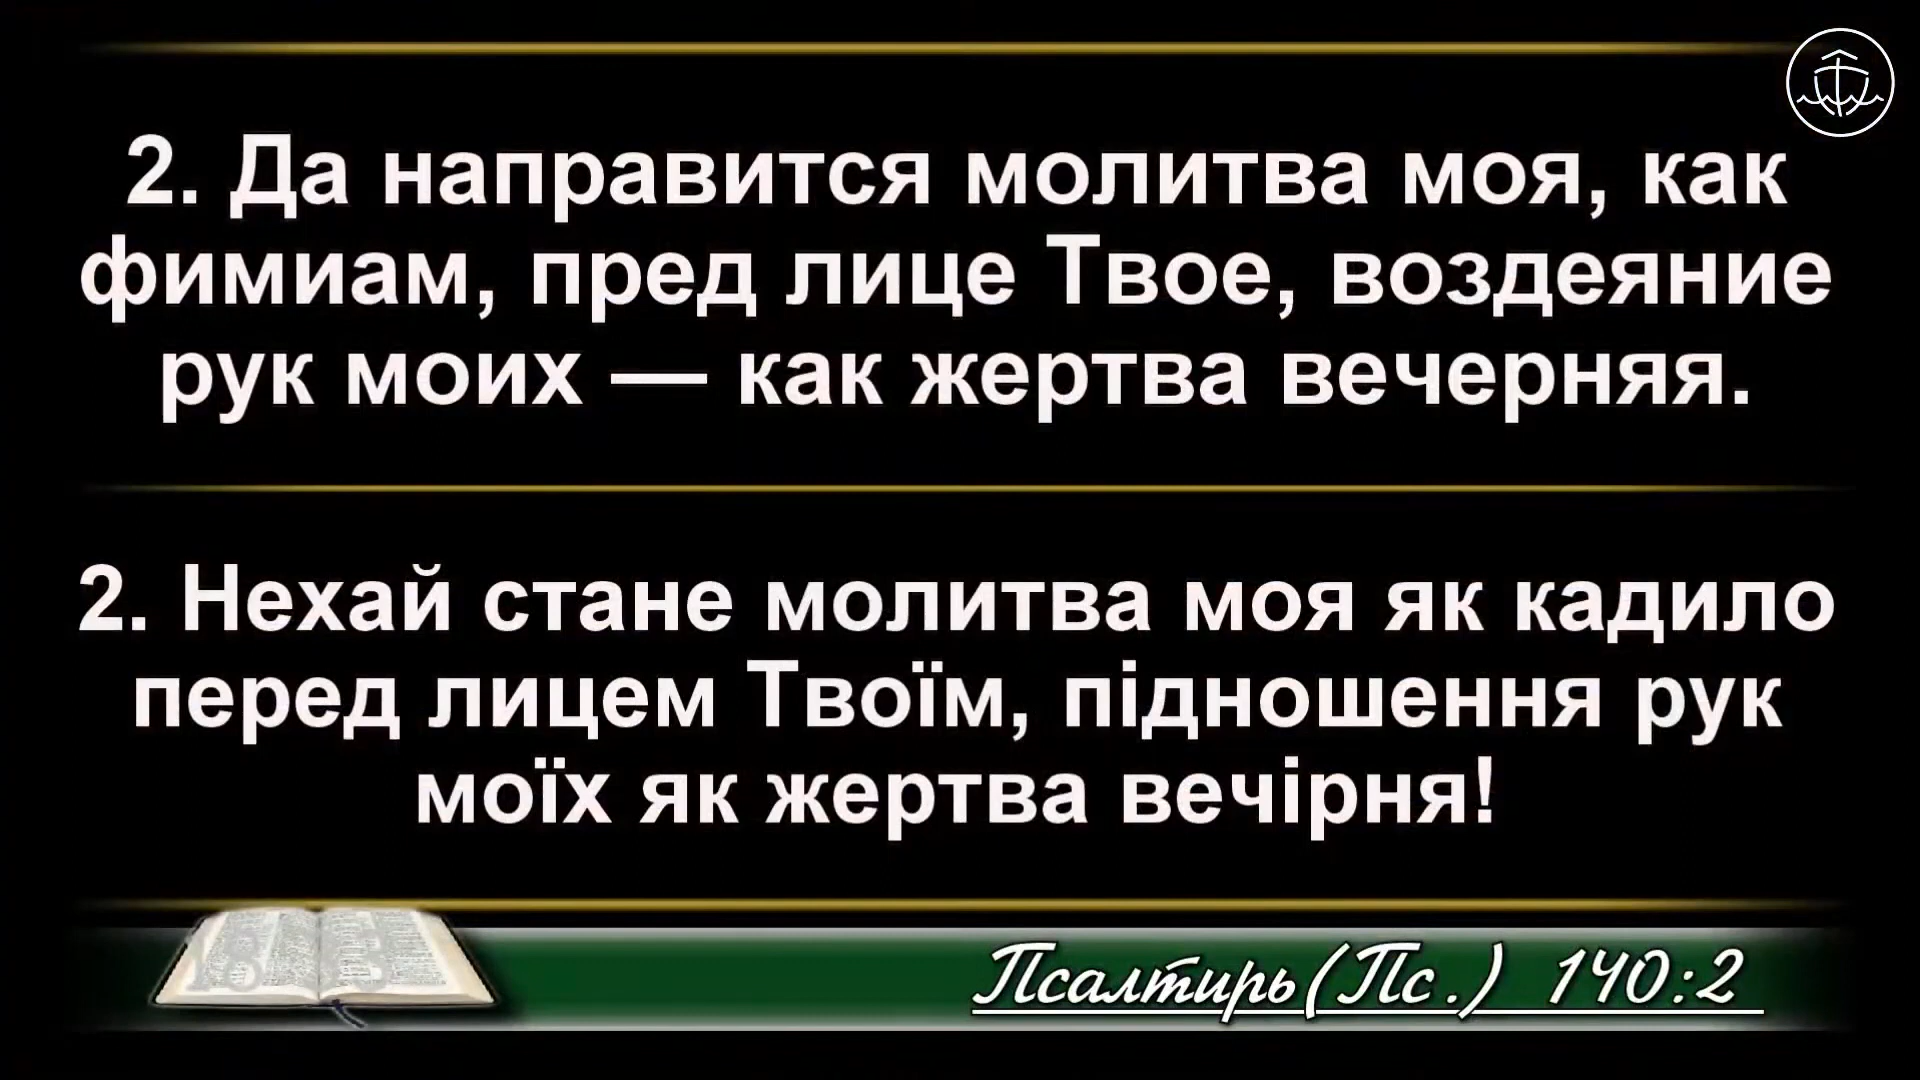 2. Да направится молитва моя, как
фимиам, пред лице Твое, воздеяние
рук моих — как жертва вечерняя.
2. Нехай стане молитва моя як кадило
перед лицем Твоїм, підношення рук
моїх як жертва вечірня!
Псалтирь(Пс.) 140:2